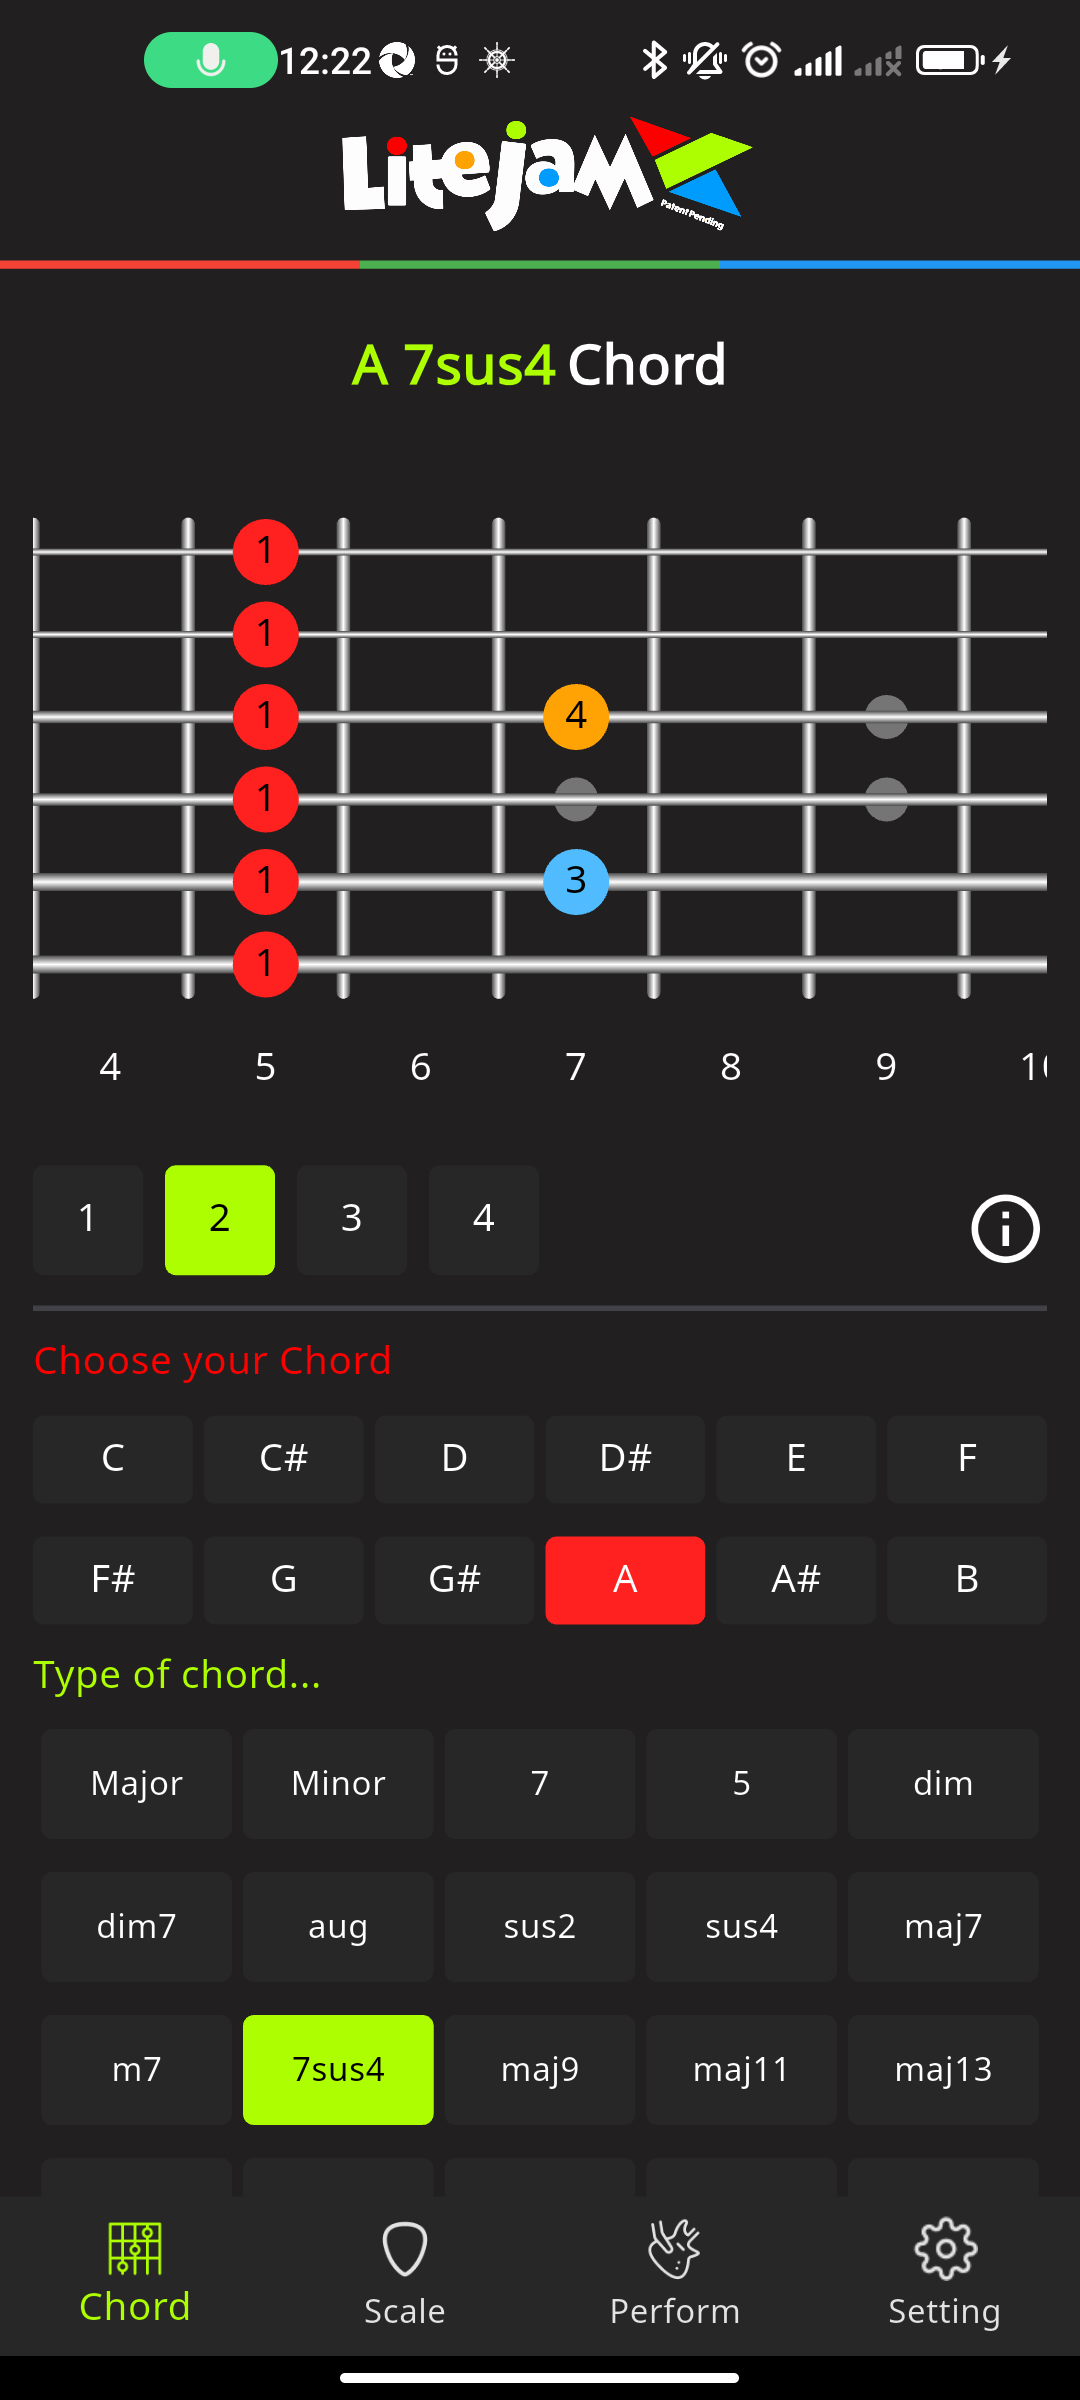 12:22
Litejam
Patent Pending
A 7sus4 Chord
1
1
1 4
1
1 3
1
4 5 6 7 8 9 10
1 2 3 4
Choose your Chord
C C# D D# E F
F# G G# A A# B
Type of chord...
Major Minor 7 5 dim
dim7 aug sus2 sus4 maj7
m7 7sus4 maj9 maj11 maj13
Chord Scale Perform Setting